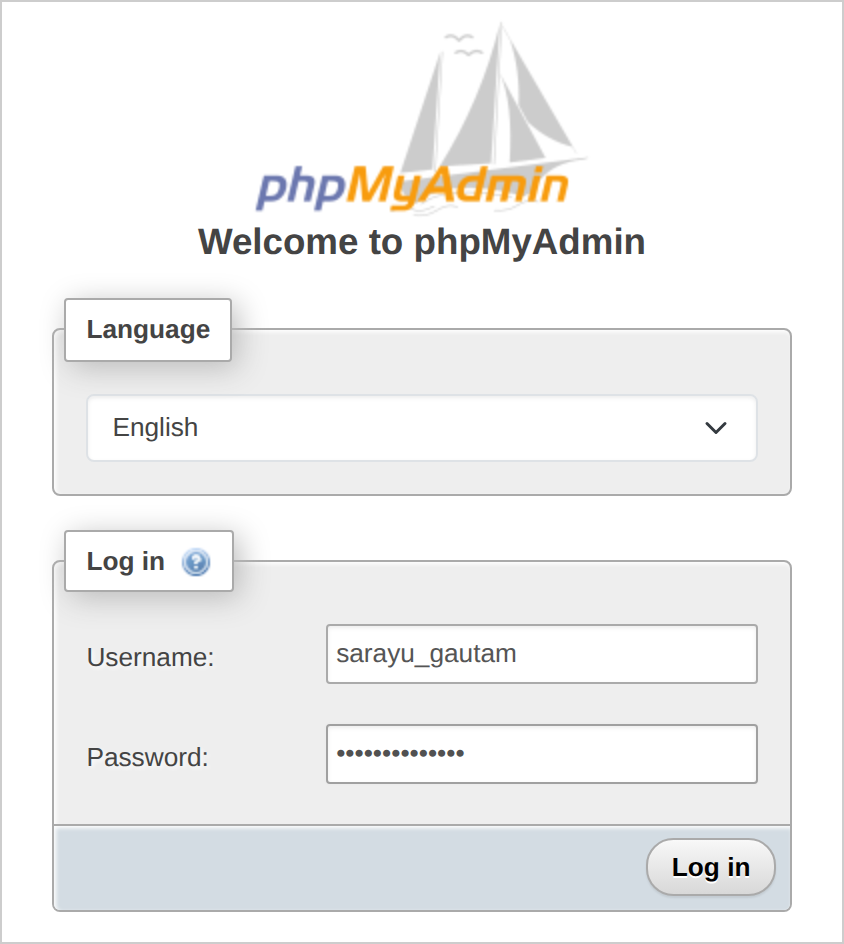 phpMyAdmin
Welcome to phpMyAdmin
Language
English
Log in
Username:
sarayu_gautam
Password:
••••••••••••••
Log in